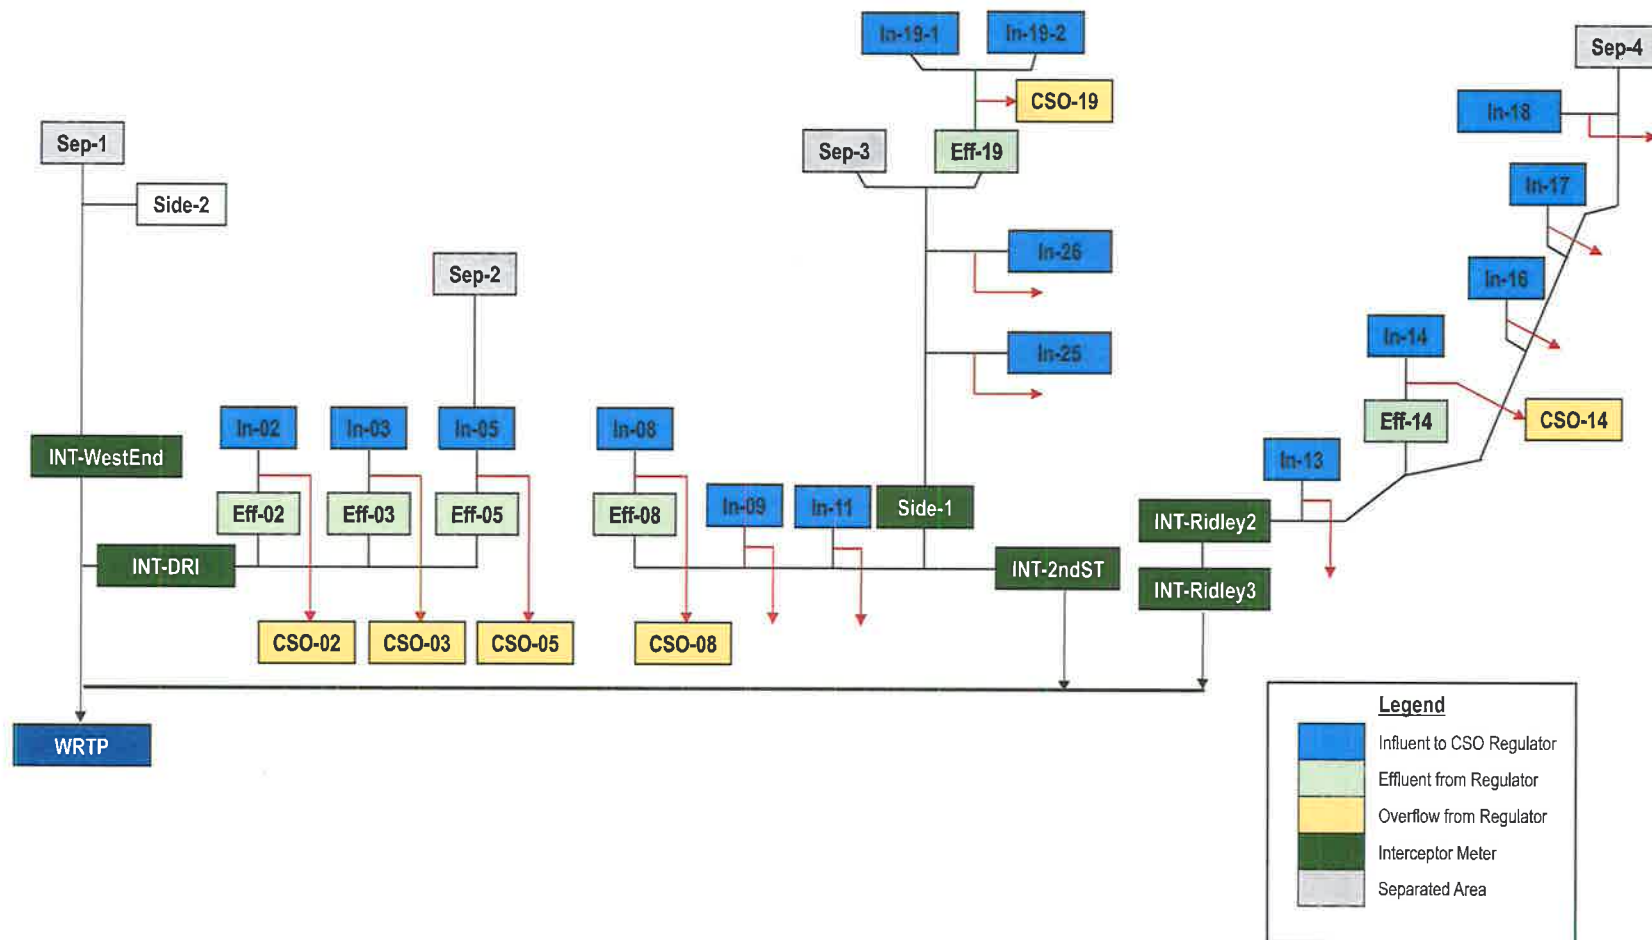 In-19-1
In-19-2
Sep-4
CSO-19
In-18
Sep-1
Sep-3
Eff-19
In-17
Side-2
In-26
Sep-2
In-16
In-14
In-25
In-02
In-03
In-05
In-08
Eff-14
CSO-14
INT-WestEnd
In-13
Eff-02
Eff-03
Eff-05
Eff-08
In-09
In-11
Side-1
INT-Ridley2
INT-DRI
INT-2ndST
INT-Ridley3
CSO-02
CSO-03
CSO-05
CSO-08
WRTP
Legend
Influent to CSO Regulator
Effluent from Regulator
Overflow from Regulator
Interceptor Meter
Separated Area